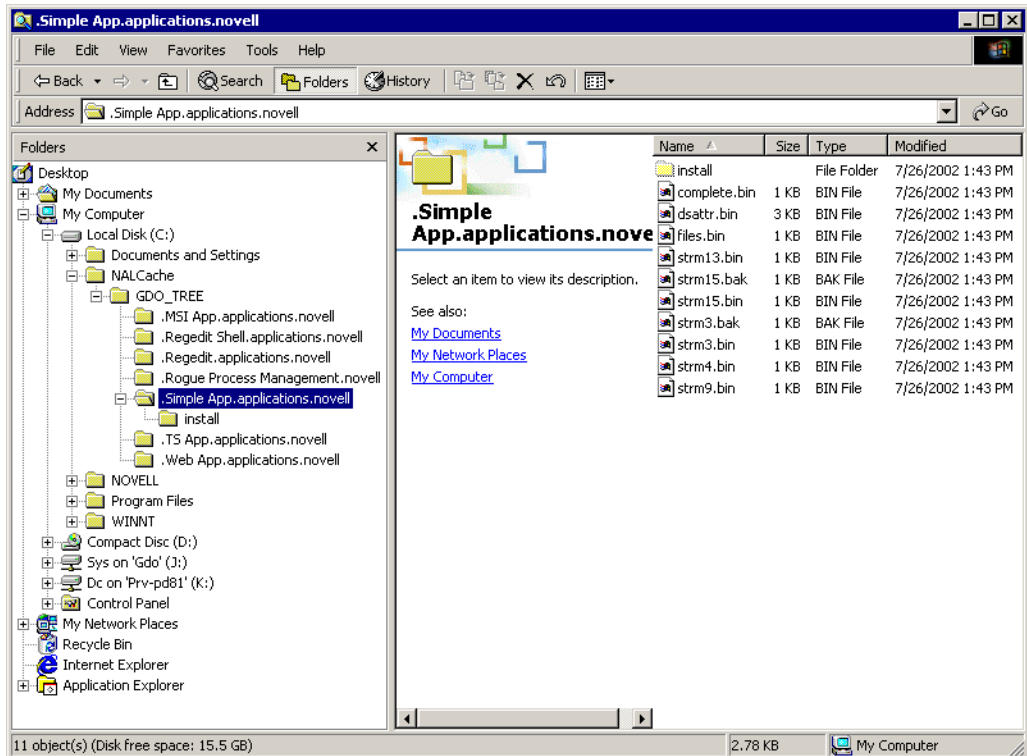 .Simple App.applications.novell
File Edit View Favorites Tools Help
Back Search Folders History
Address .Simple App.applications.novell Go
Folders
Desktop
My Documents
My Computer
Local Disk (C:)
Documents and Settings
NALCache
GDO_TREE
.MSI App.applications.novell
.Regedit Shell.applications.novell
.Regedit.applications.novell
.Rogue Process Management.novell
.Simple App.applications.novell
install
.TS App.applications.novell
.Web App.applications.novell
NOVELL
Program Files
WINNT
Compact Disc (D:)
Sys on 'Gdo' (J:)
Dc on 'Prv-pd81' (K:)
Control Panel
My Network Places
Recycle Bin
Internet Explorer
Application Explorer
.Simple
App.applications.nove
Select an item to view its description.
See also:
My Documents
My Network Places
My Computer
Name Size Type Modified
install File Folder 7/26/2002 1:43 PM
complete.bin 1 KB BIN File 7/26/2002 1:43 PM
dsattr.bin 3 KB BIN File 7/26/2002 1:43 PM
files.bin 1 KB BIN File 7/26/2002 1:43 PM
strm13.bin 1 KB BIN File 7/26/2002 1:43 PM
strm15.bak 1 KB BAK File 7/26/2002 1:43 PM
strm15.bin 1 KB BIN File 7/26/2002 1:43 PM
strm3.bak 1 KB BAK File 7/26/2002 1:43 PM
strm3.bin 1 KB BIN File 7/26/2002 1:43 PM
strm4.bin 1 KB BIN File 7/26/2002 1:43 PM
strm9.bin 1 KB BIN File 7/26/2002 1:43 PM
11 object(s) (Disk free space: 15.5 GB) 2.78 KB My Computer